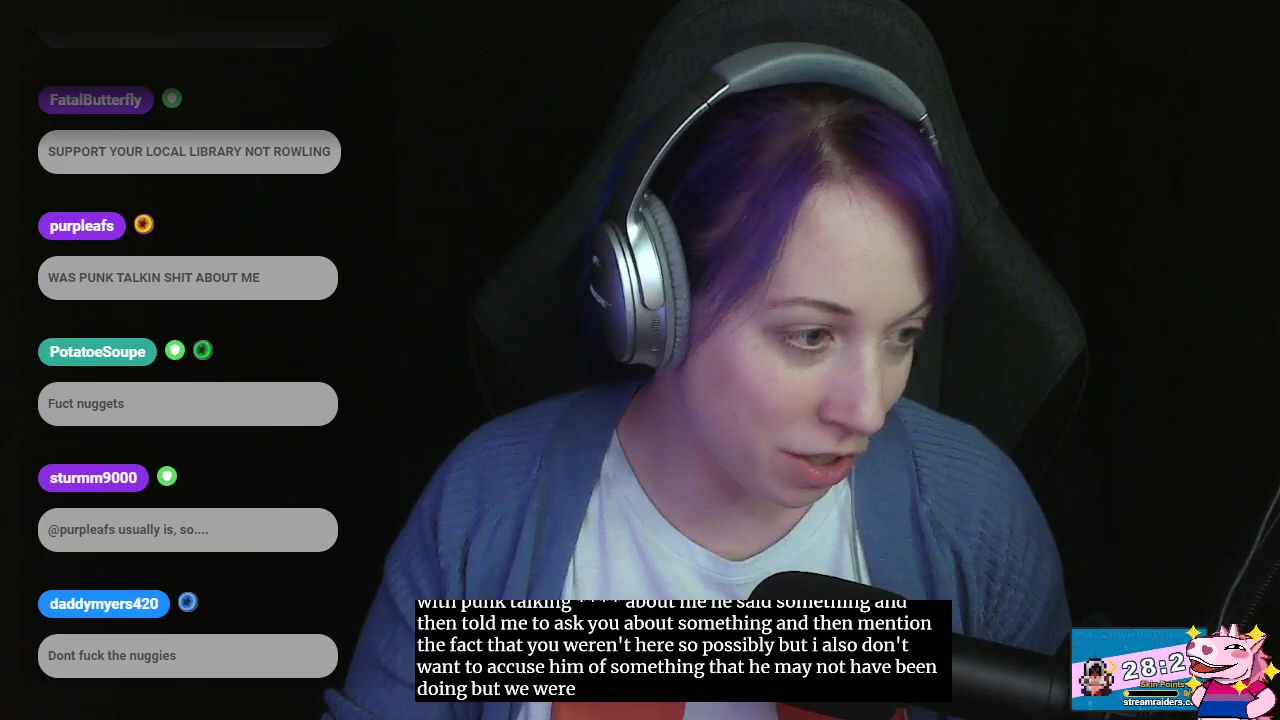 FatalButterfly
SUPPORT YOUR LOCAL LIBRARY NOT ROWLING
purpleafs
WAS PUNK TALKIN SHIT ABOUT ME
PotatoeSoupe
Fuct nuggets
sturmm9000
@purpleafs usually is, so....
daddymyers420
Dont fuck the nuggies
with punk talking **** about me he said something and
then told me to ask you about something and then mention
the fact that you weren't here so possibly but i also don't
want to accuse him of something that he may not have been
doing but we were
28:2
Skin Points
streamraiders.c